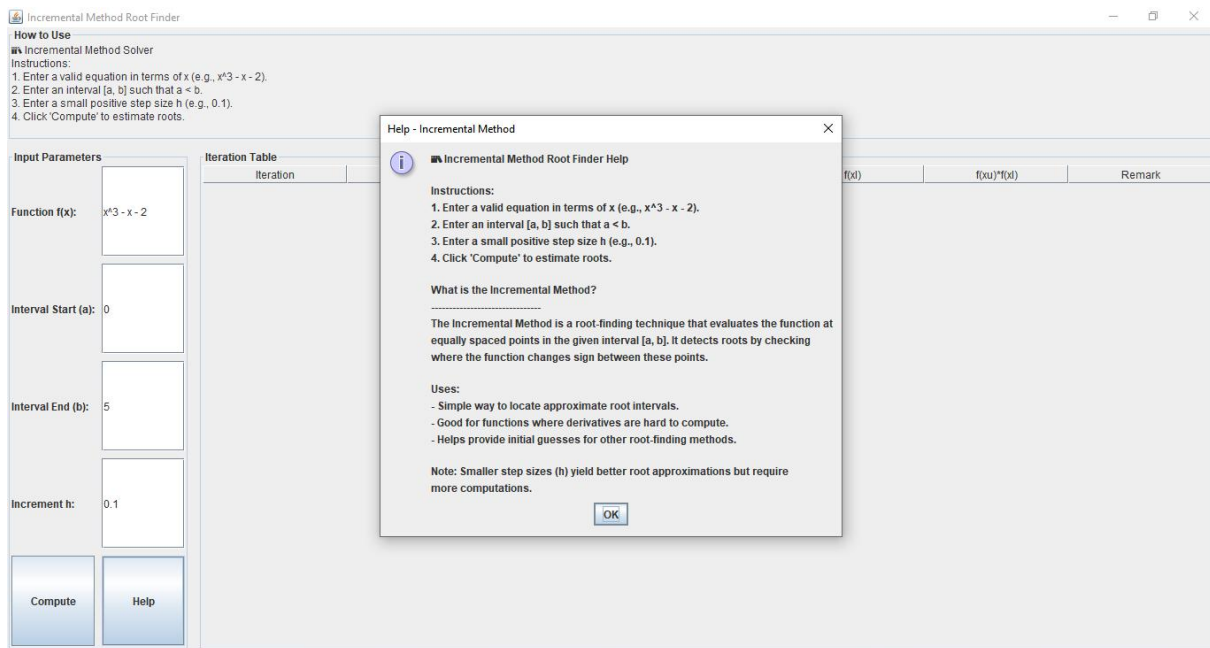 Incremental Method Root Finder
How to Use
Incremental Method Solver
Instructions:
1. Enter a valid equation in terms of x (e.g., x^3 - x - 2).
2. Enter an interval [a, b] such that a < b.
3. Enter a small positive step size h (e.g., 0.1).
4. Click 'Compute' to estimate roots.
Input Parameters
Function f(x): x^3 - x - 2
Interval Start (a): 0
Interval End (b): 5
Increment h: 0.1
Compute Help
Iteration Table
Iteration f(xl) f(xu)*f(xl) Remark
Help - Incremental Method
Incremental Method Root Finder Help
Instructions:
1. Enter a valid equation in terms of x (e.g., x^3 - x - 2).
2. Enter an interval [a, b] such that a < b.
3. Enter a small positive step size h (e.g., 0.1).
4. Click 'Compute' to estimate roots.
What is the Incremental Method?
-------------------------------
The Incremental Method is a root-finding technique that evaluates the function at
equally spaced points in the given interval [a, b]. It detects roots by checking
where the function changes sign between these points.
Uses:
- Simple way to locate approximate root intervals.
- Good for functions where derivatives are hard to compute.
- Helps provide initial guesses for other root-finding methods.
Note: Smaller step sizes (h) yield better root approximations but require
more computations.
OK